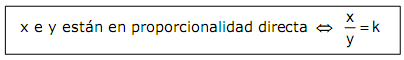 x e y están en proporcionalidad directa ⇔ x/y = k